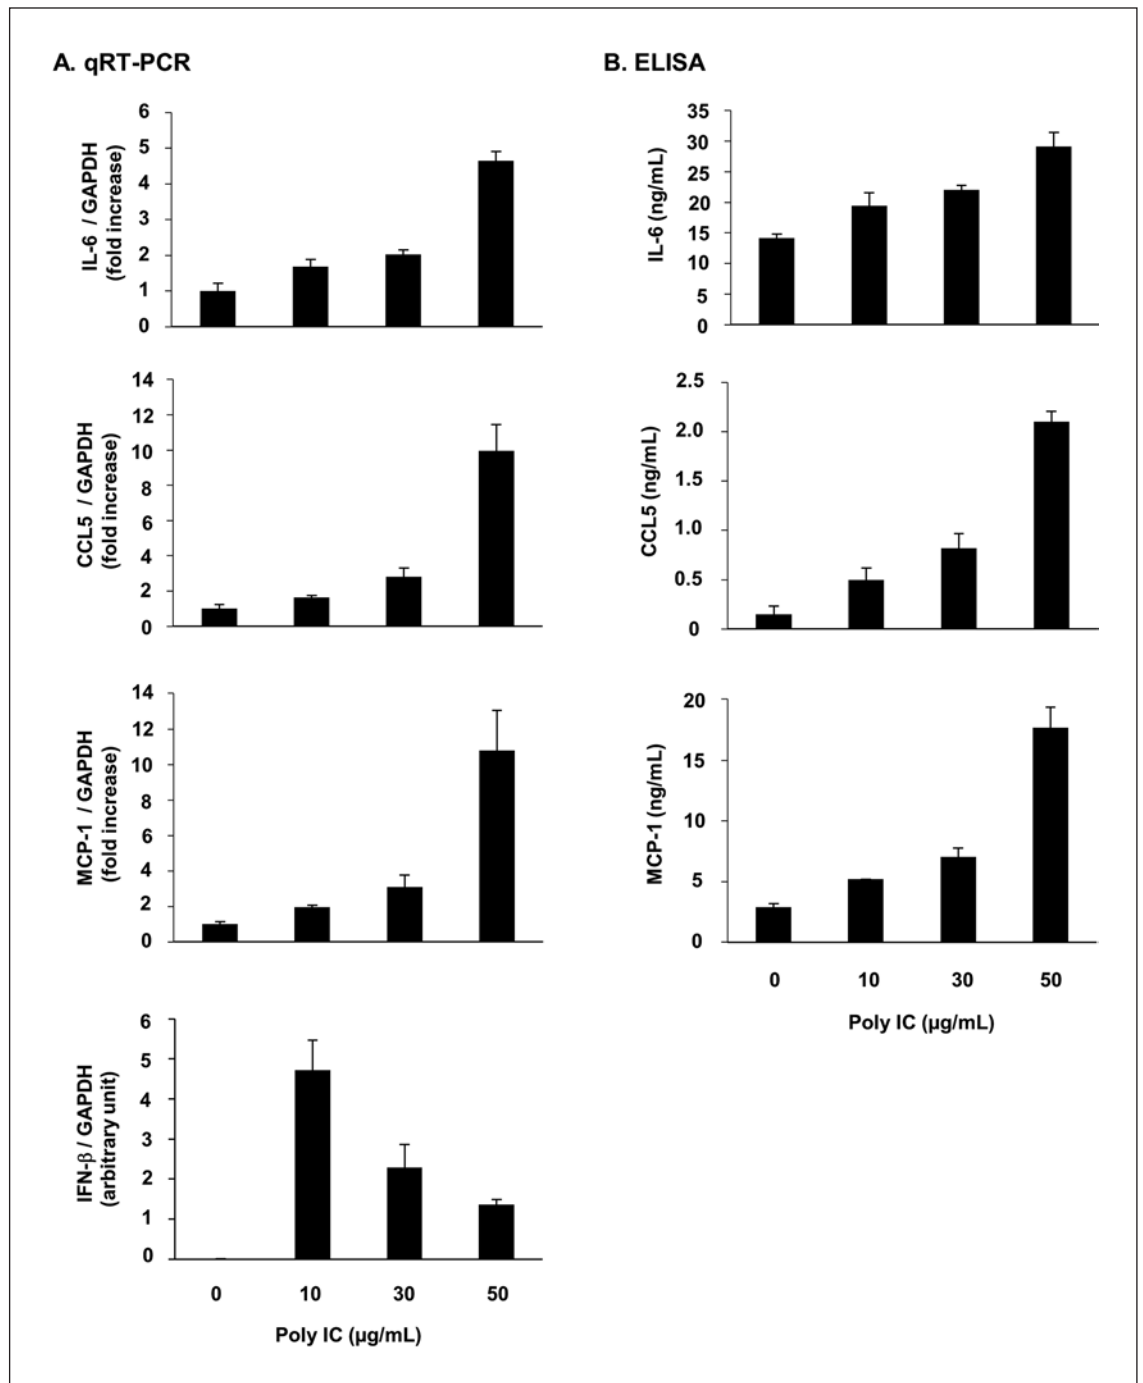 A. qRT-PCR
IL-6 / GAPDH
(fold increase)
6
5
4
3
2
1
0
CCL5 / GAPDH
(fold increase)
14
12
10
8
6
4
2
0
MCP-1 / GAPDH
(fold increase)
14
12
10
8
6
4
2
0
IFN-β / GAPDH
(arbitrary unit)
6
5
4
3
2
1
0
0 10 30 50
Poly IC (μg/mL)
B. ELISA
IL-6 (ng/mL)
35
30
25
20
15
10
5
0
CCL5 (ng/mL)
2.5
2.0
1.5
1.0
0.5
0
MCP-1 (ng/mL)
20
15
10
5
0
0 10 30 50
Poly IC (μg/mL)